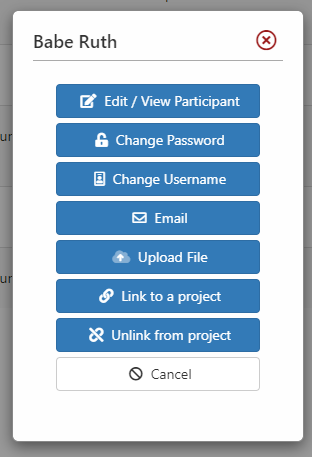 Babe Ruth
Edit / View Participant
Change Password
Change Username
Email
Upload File
Link to a project
Unlink from project
Cancel